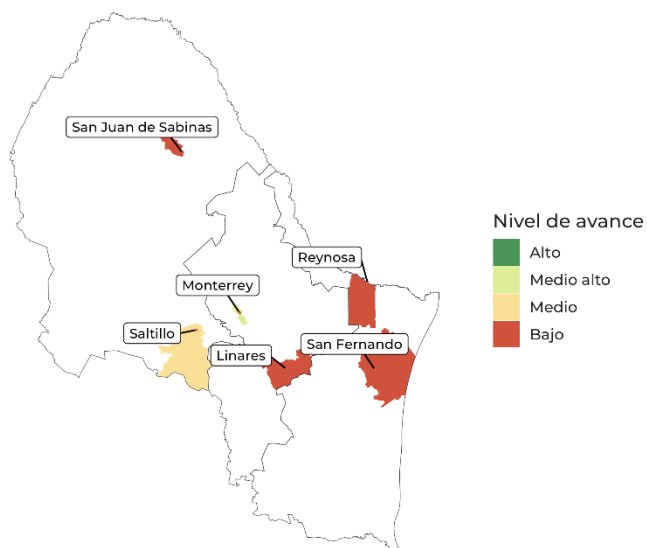 San Juan de Sabinas
Reynosa
Monterrey
Saltillo
San Fernando
Linares
Nivel de avance
Alto
Medio alto
Medio
Bajo